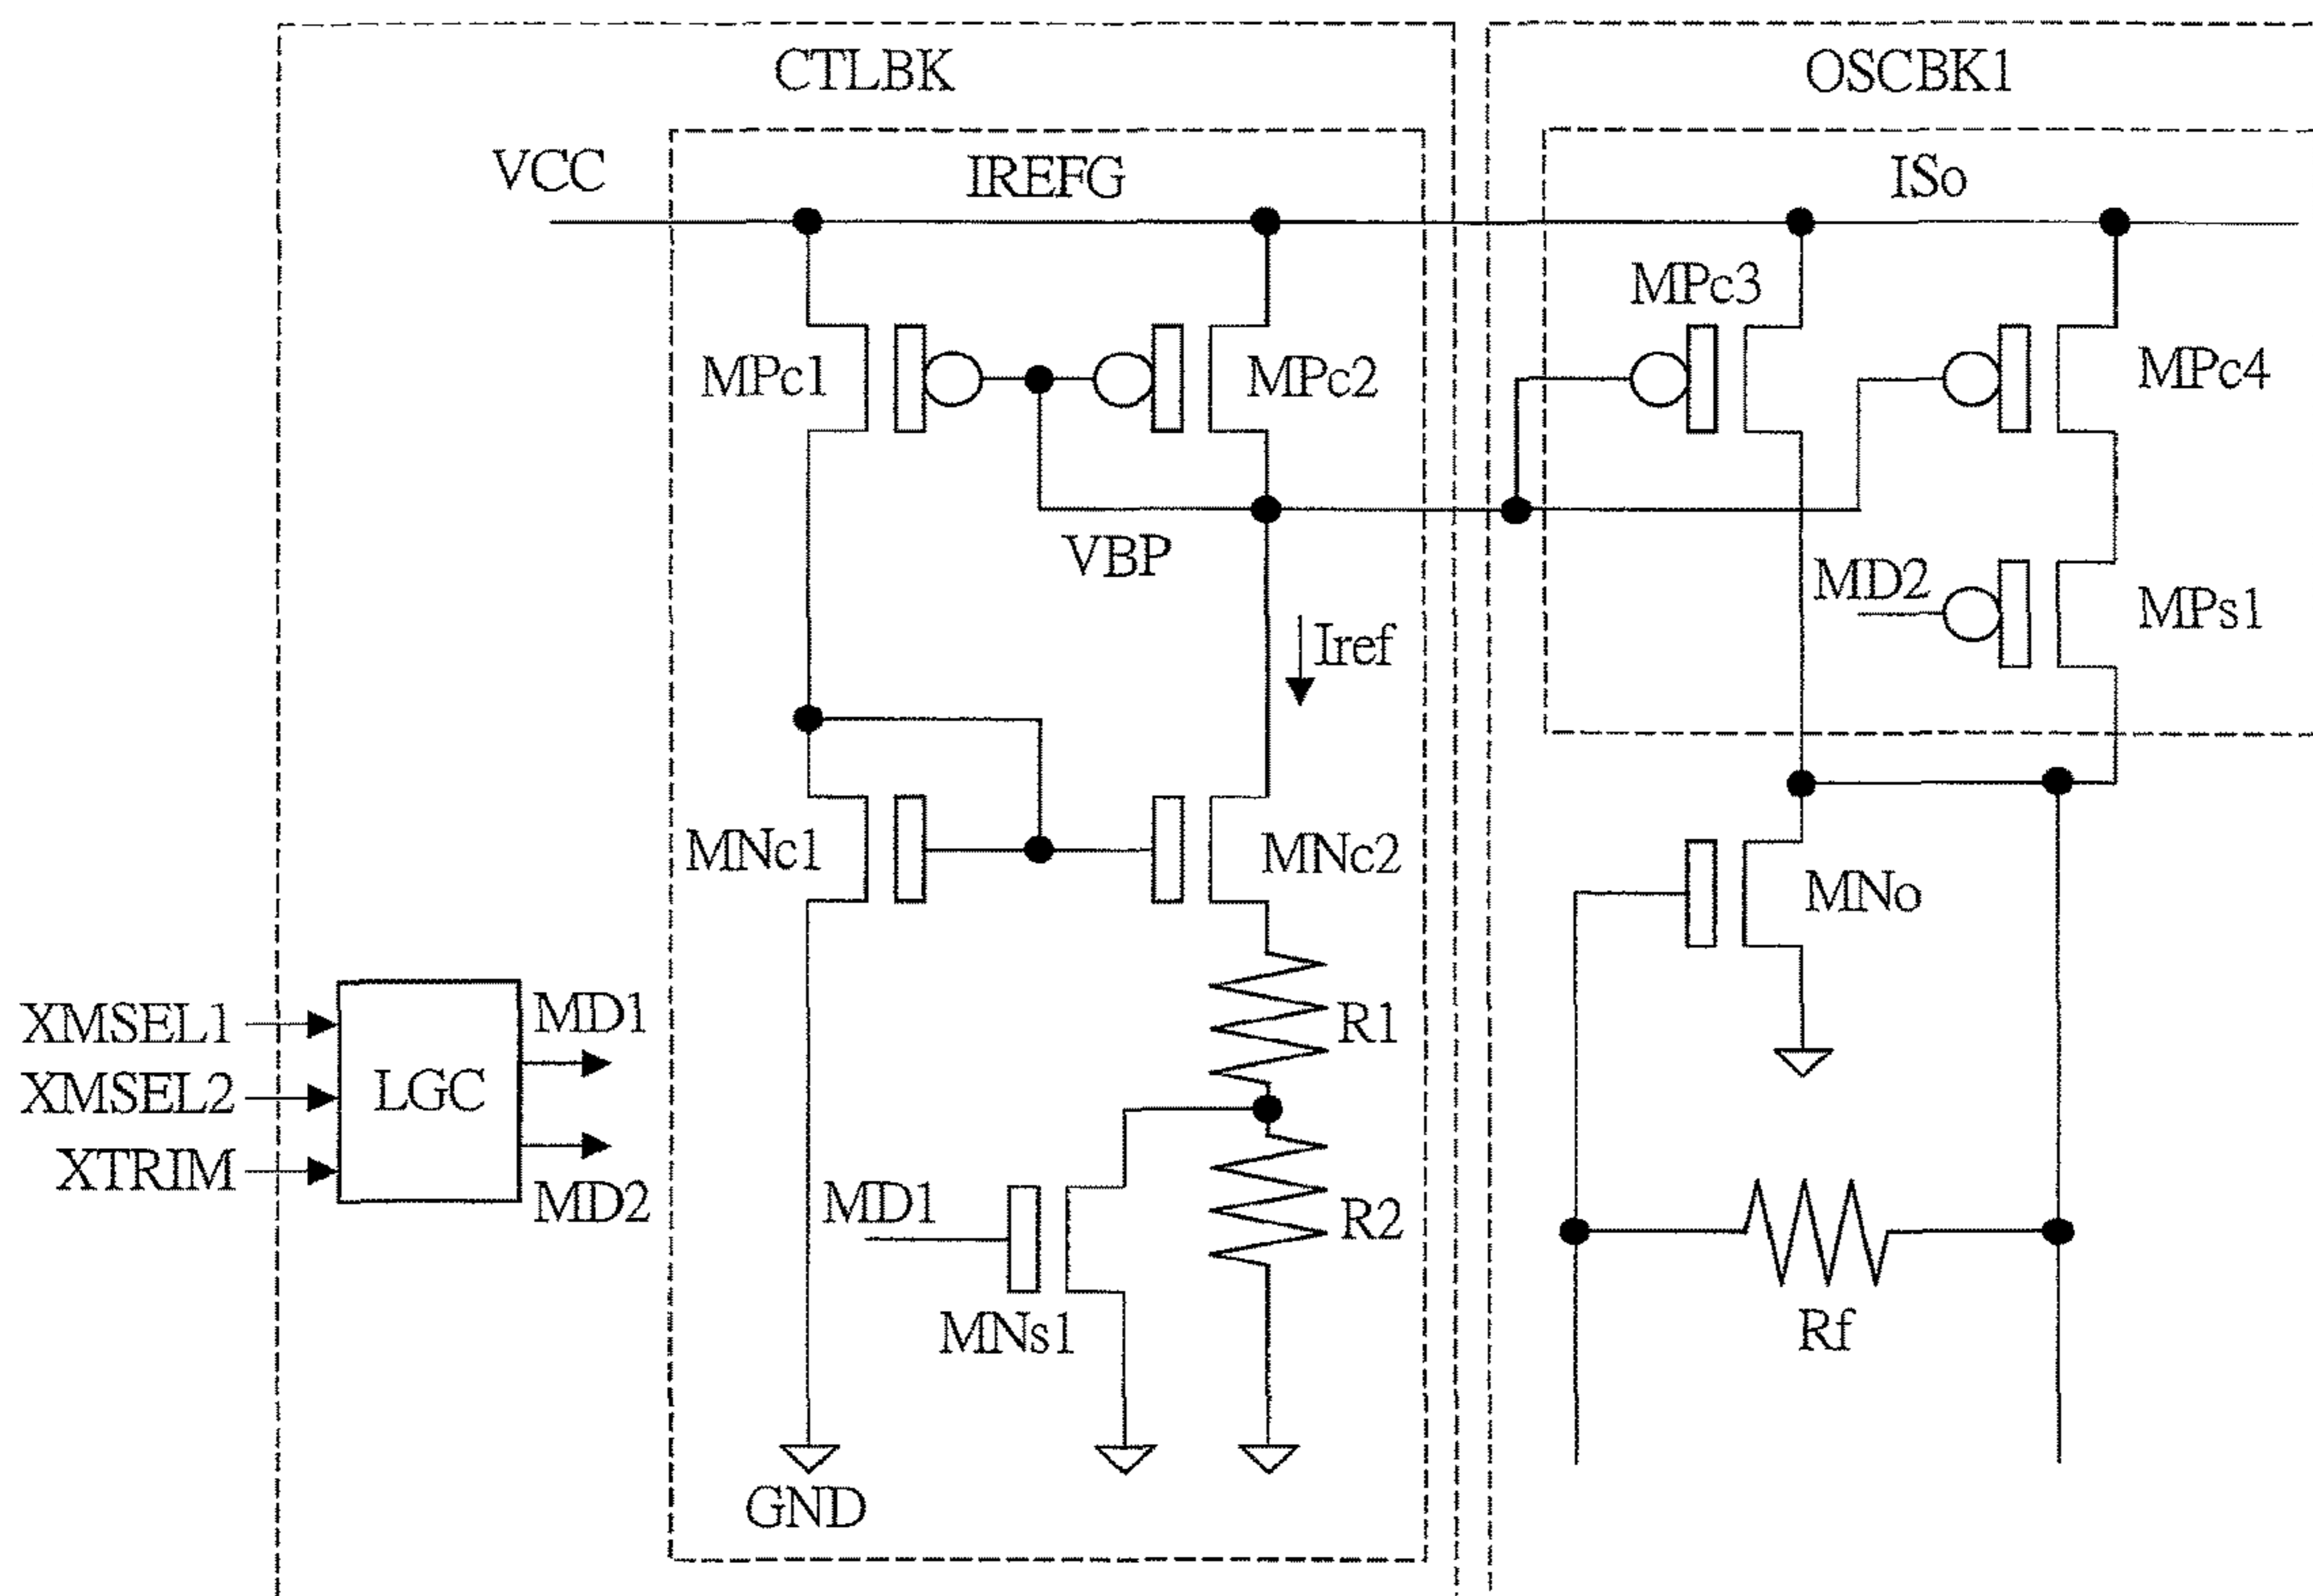 CTLBK
OSCBK1
VCC
IREFG
ISo
MPc3
MPc1
MPc2
MPc4
VBP
MD2
MPs1
Iref
MNc1
MNc2
MNo
XMSEL1
MD1
R1
LGC
XMSEL2
XTRIM
MD2
MD1
R2
MNs1
Rf
GND